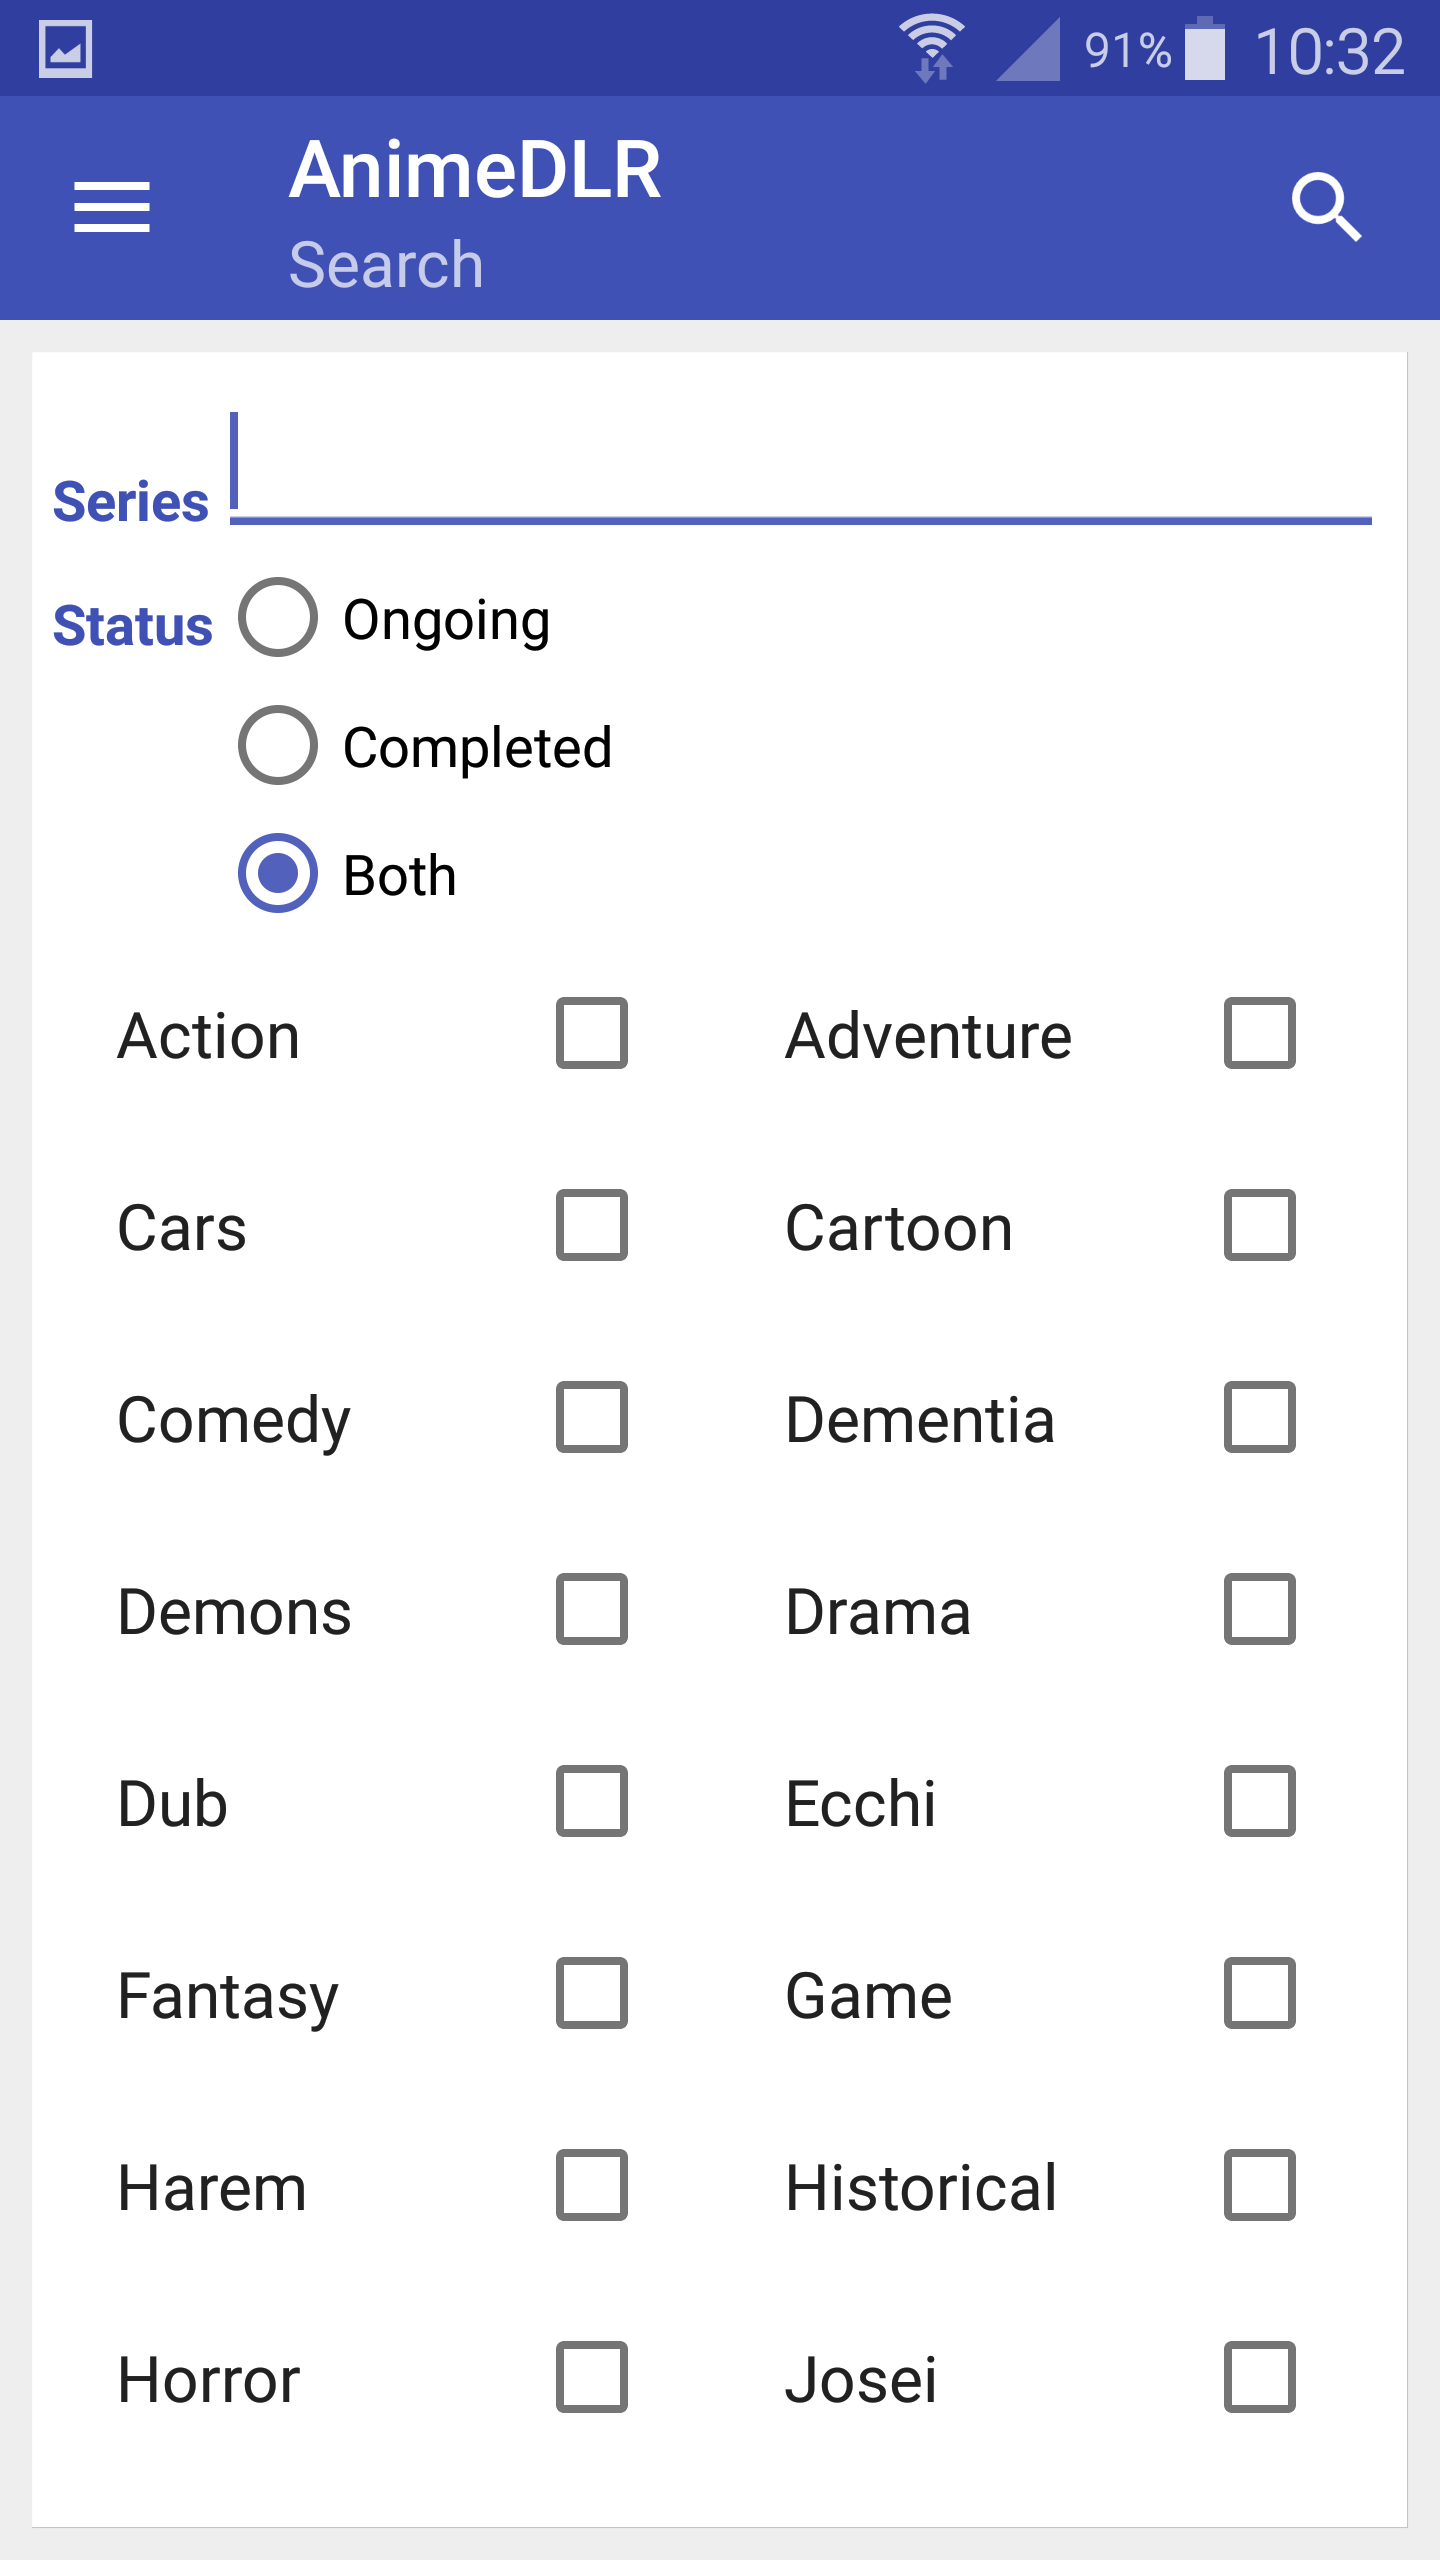 91% 10:32
AnimeDLR
Search
Series
Status Ongoing
Completed
Both
Action Adventure
Cars Cartoon
Comedy Dementia
Demons Drama
Dub Ecchi
Fantasy Game
Harem Historical
Horror Josei